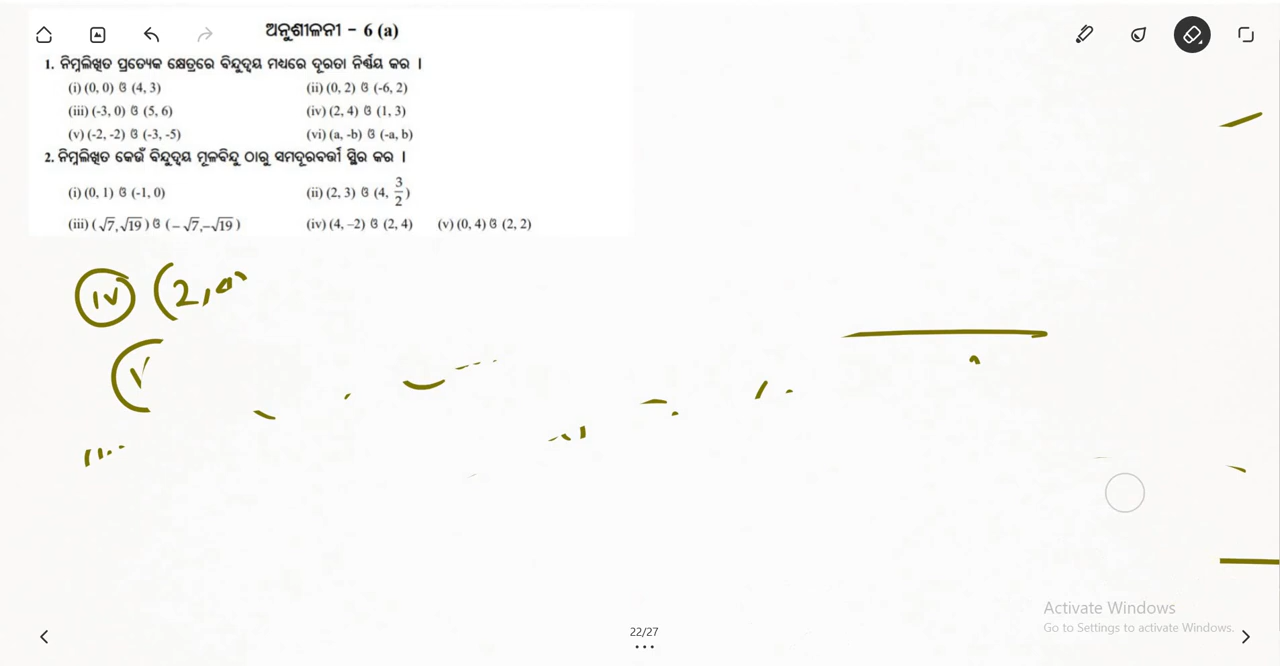 ଅନୁଶୀଳନୀ – 6 (a)
1. ନିମ୍ନଲିଖିତ ପ୍ରତ୍ୟେକ କ୍ଷେତ୍ରରେ ବିନ୍ଦୁଦ୍ୱୟ ମଧ୍ୟରେ ଦୂରତା ନିର୍ଣ୍ଣୟ କର ।
(i) (0, 0) ଓ (4, 3) (ii) (0, 2) ଓ (-6, 2)
(iii) (-3, 0) ଓ (5, 6) (iv) (2, 4) ଓ (1, 3)
(v) (-2, -2) ଓ (-3, -5) (vi) (a, -b) ଓ (-a, b)
2. ନିମ୍ନଲିଖିତ କେଉଁ ବିନ୍ଦୁଦ୍ୱୟ ମୂଳବିନ୍ଦୁ ଠାରୁ ସମଦୂରବର୍ତ୍ତୀ ସ୍ଥିର କର ।
(i) (0, 1) ଓ (-1, 0) (ii) (2, 3) ଓ (4, 3/2)
(iii) (√7, √19) ଓ (–√7, –√19) (iv) (4, –2) ଓ (2, 4) (v) (0, 4) ଓ (2, 2)
iv (2,
Activate Windows
Go to Settings to activate Windows.
22/27